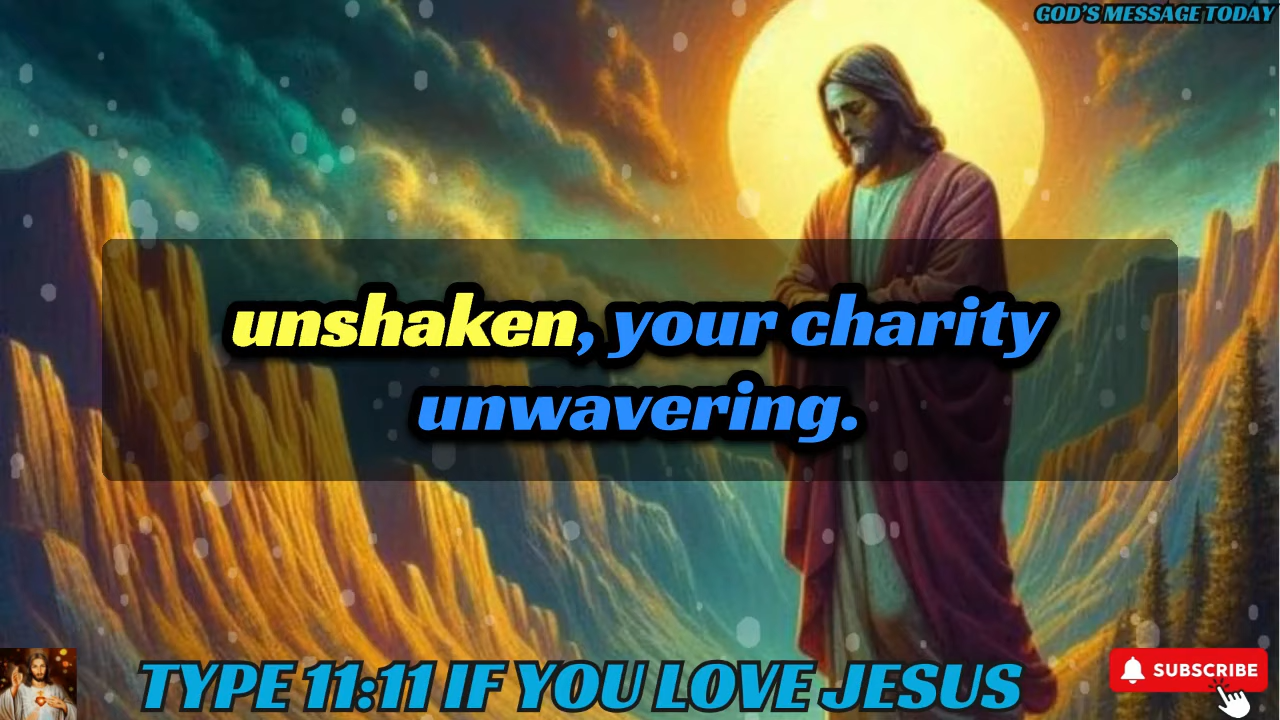 GOD'S MESSAGE TODAY
unshaken, your charity
unwavering.
TYPE 11:11 IF YOU LOVE JESUS
SUBSCRIBE